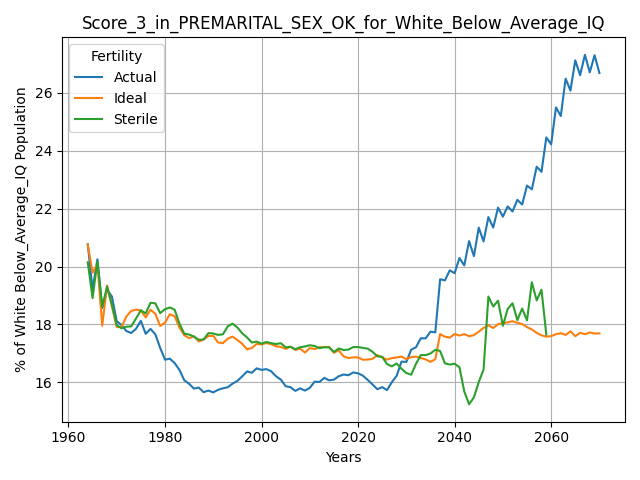 Score_3_in_PREMARITAL_SEX_OK_for_White_Below_Average_IQ
Fertility
Actual
Ideal
Sterile
% of White Below_Average_IQ Population
26
24
22
20
18
16
1960
1980
2000
2020
2040
2060
Years